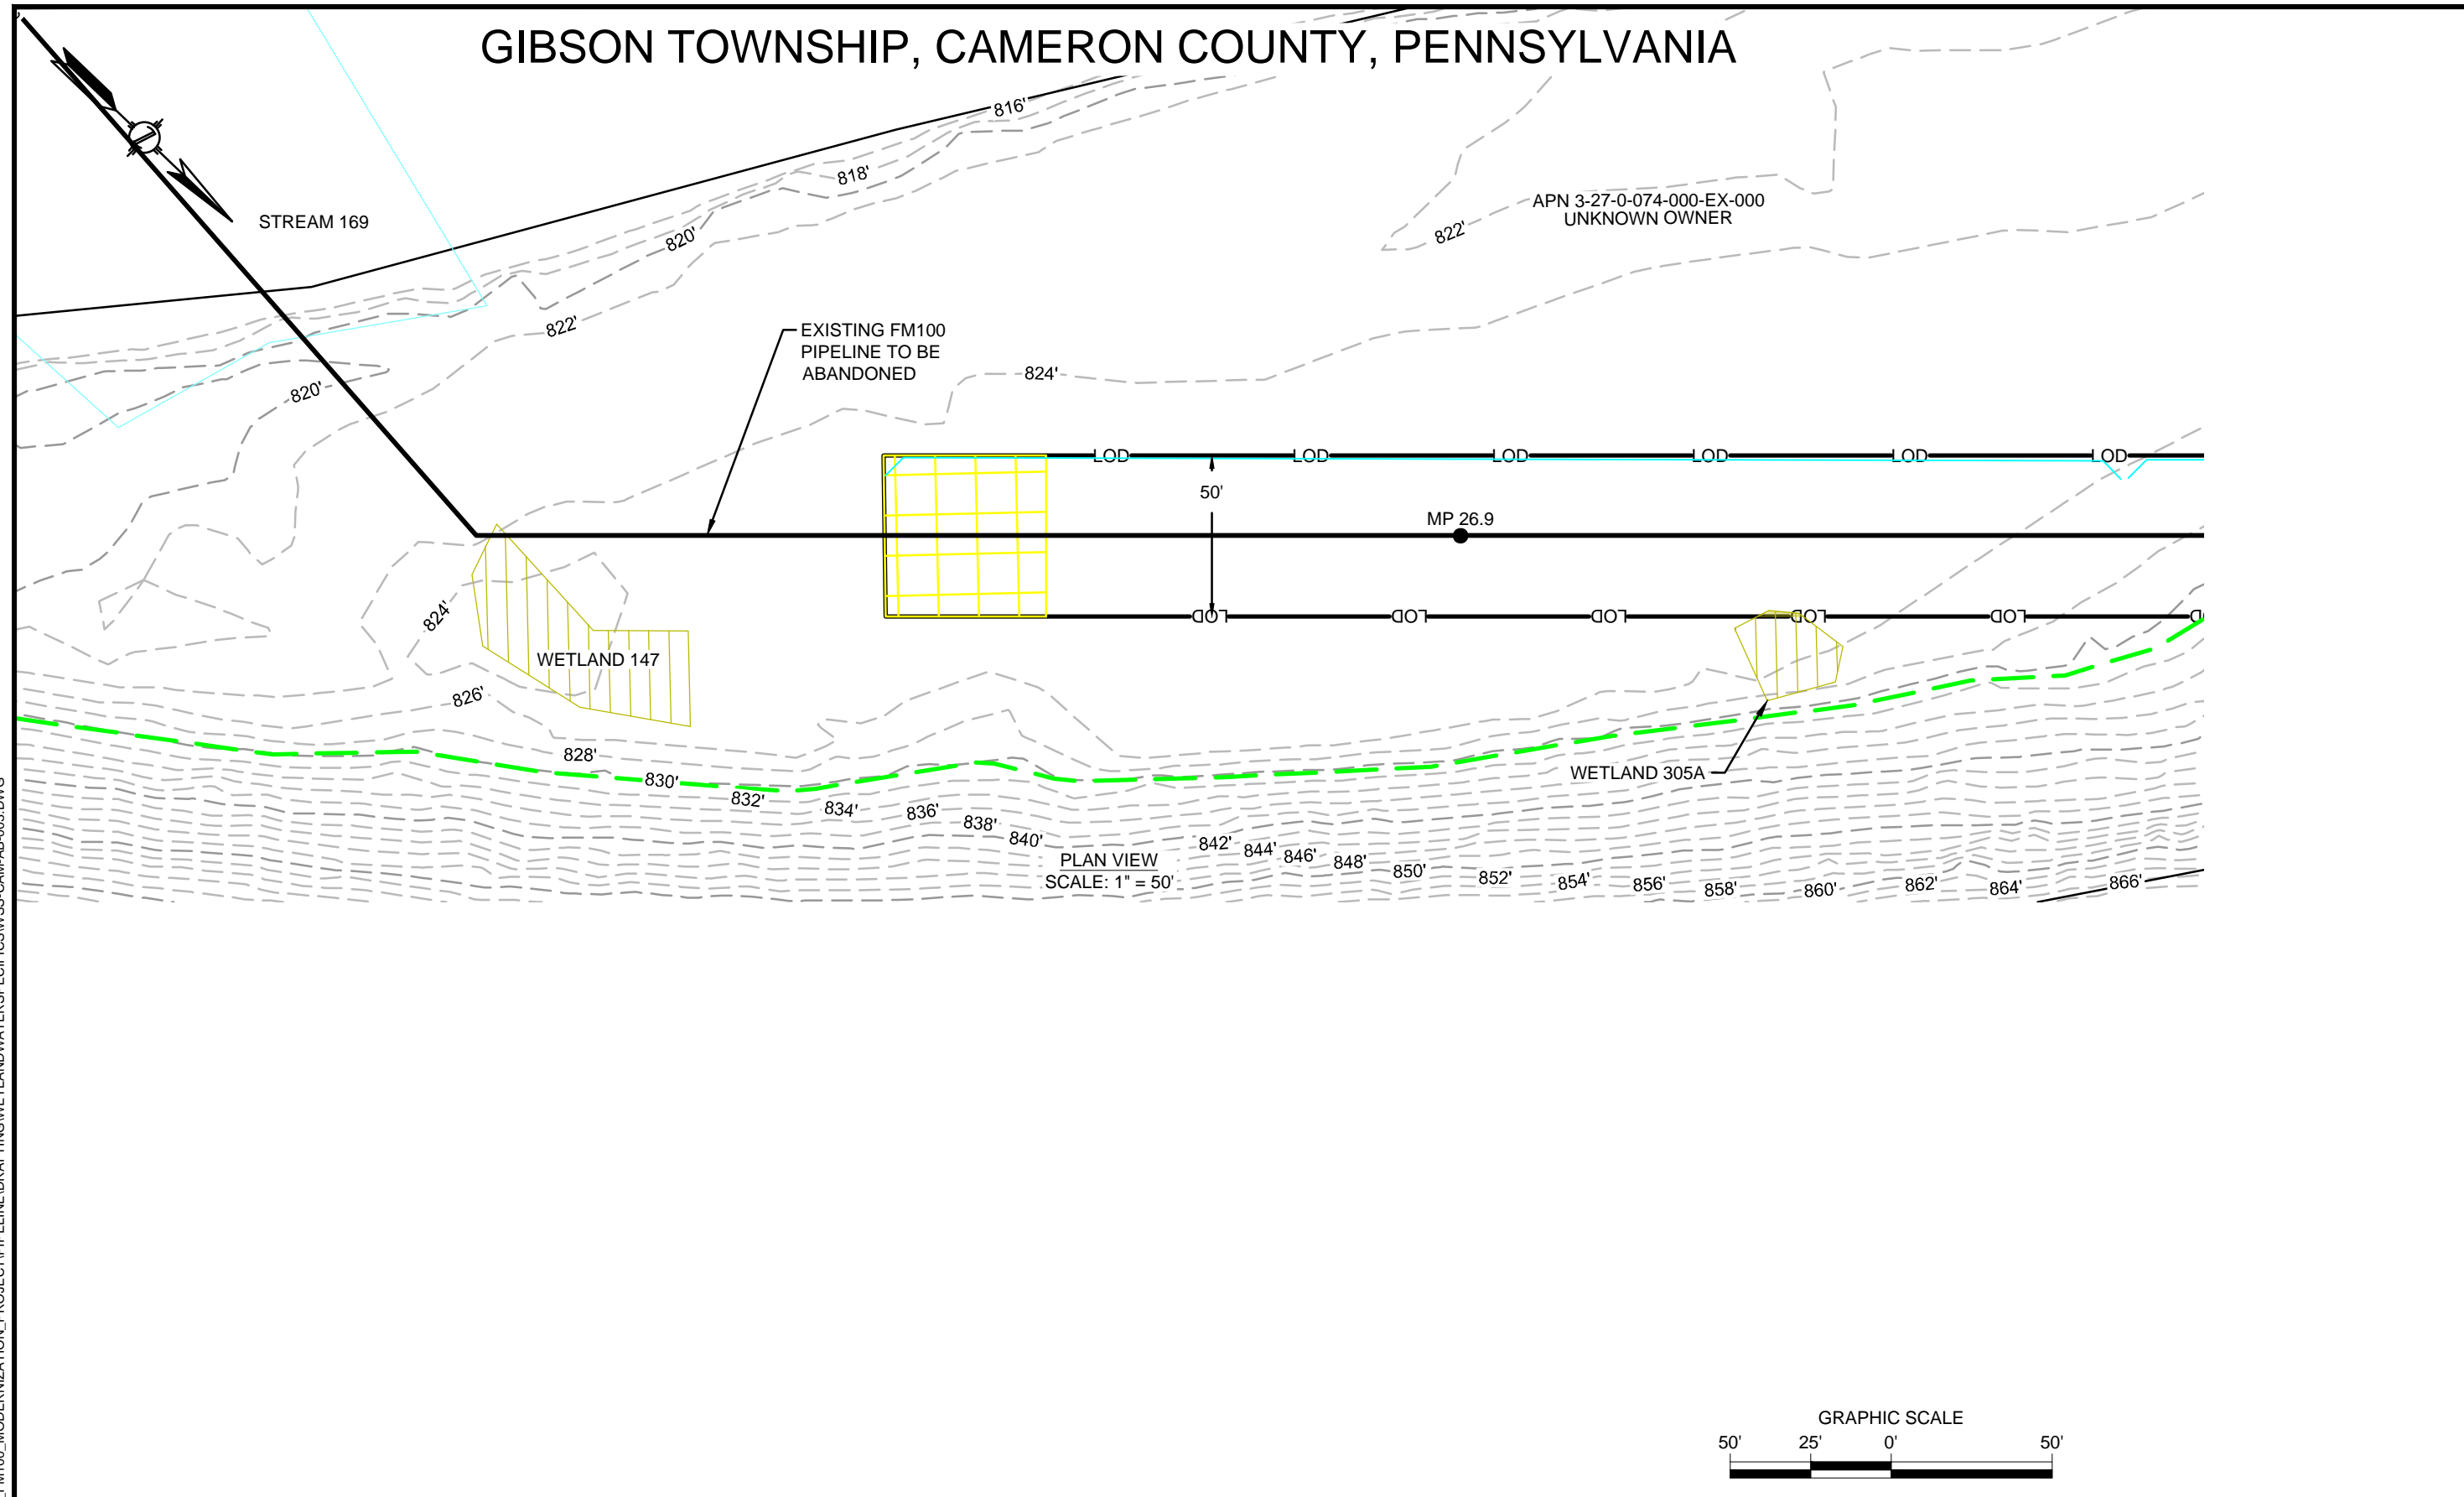 GIBSON TOWNSHIP, CAMERON COUNTY, PENNSYLVANIA
816'
818'
STREAM 169
820'
APN 3-27-0-074-000-EX-000
UNKNOWN OWNER
822'
822'
EXISTING FM100
PIPELINE TO BE
ABANDONED
824'
820'
LOD LOD LOD LOD LOD LOD
50'
MP 26.9
824'
LOD LOD LOD LOD LOD
WETLAND 147
826'
828'
830'
WETLAND 305A
832'
834'
836'
838'
840'
842'
844'
846'
848'
850'
852'
854'
856'
858'
860'
862'
864'
866'
PLAN VIEW
SCALE: 1" = 50'
GRAPHIC SCALE
50' 25' 0' 50'